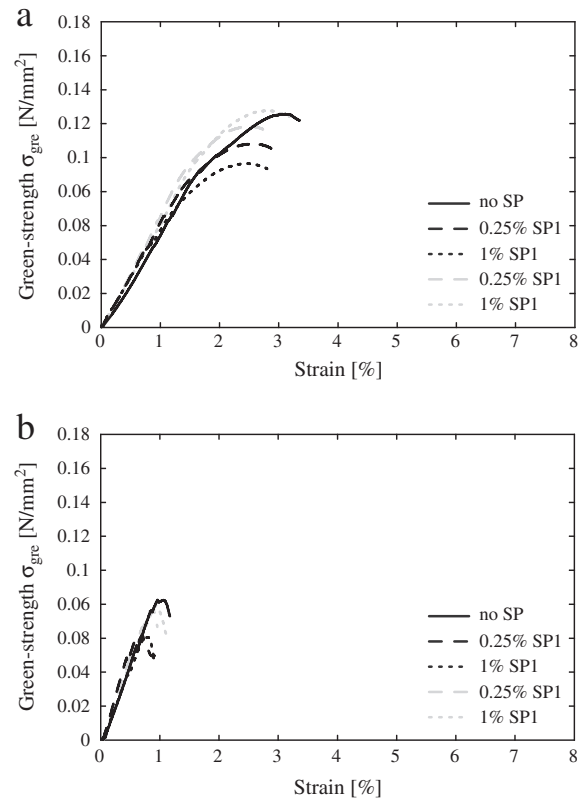 a
0.18
0.18
0.14
0.12
0.1
0.06
0.06
0.04
0.02
0
Green-strength σgre [N/mm²]
no SP
0.25% SP1
1% SP1
0.25% SP1
1% SP1
0 1 2 3 4 5 6 7 8
Strain [%]
b
0.18
0.18
0.14
0.12
0.1
0.06
0.08
0.04
0.02
0
Green-strength σgre [N/mm²]
no SP
0.25% SP1
1% SP1
0.25% SP1
1% SP1
0 1 2 3 4 5 6 7 8
Strain [%]